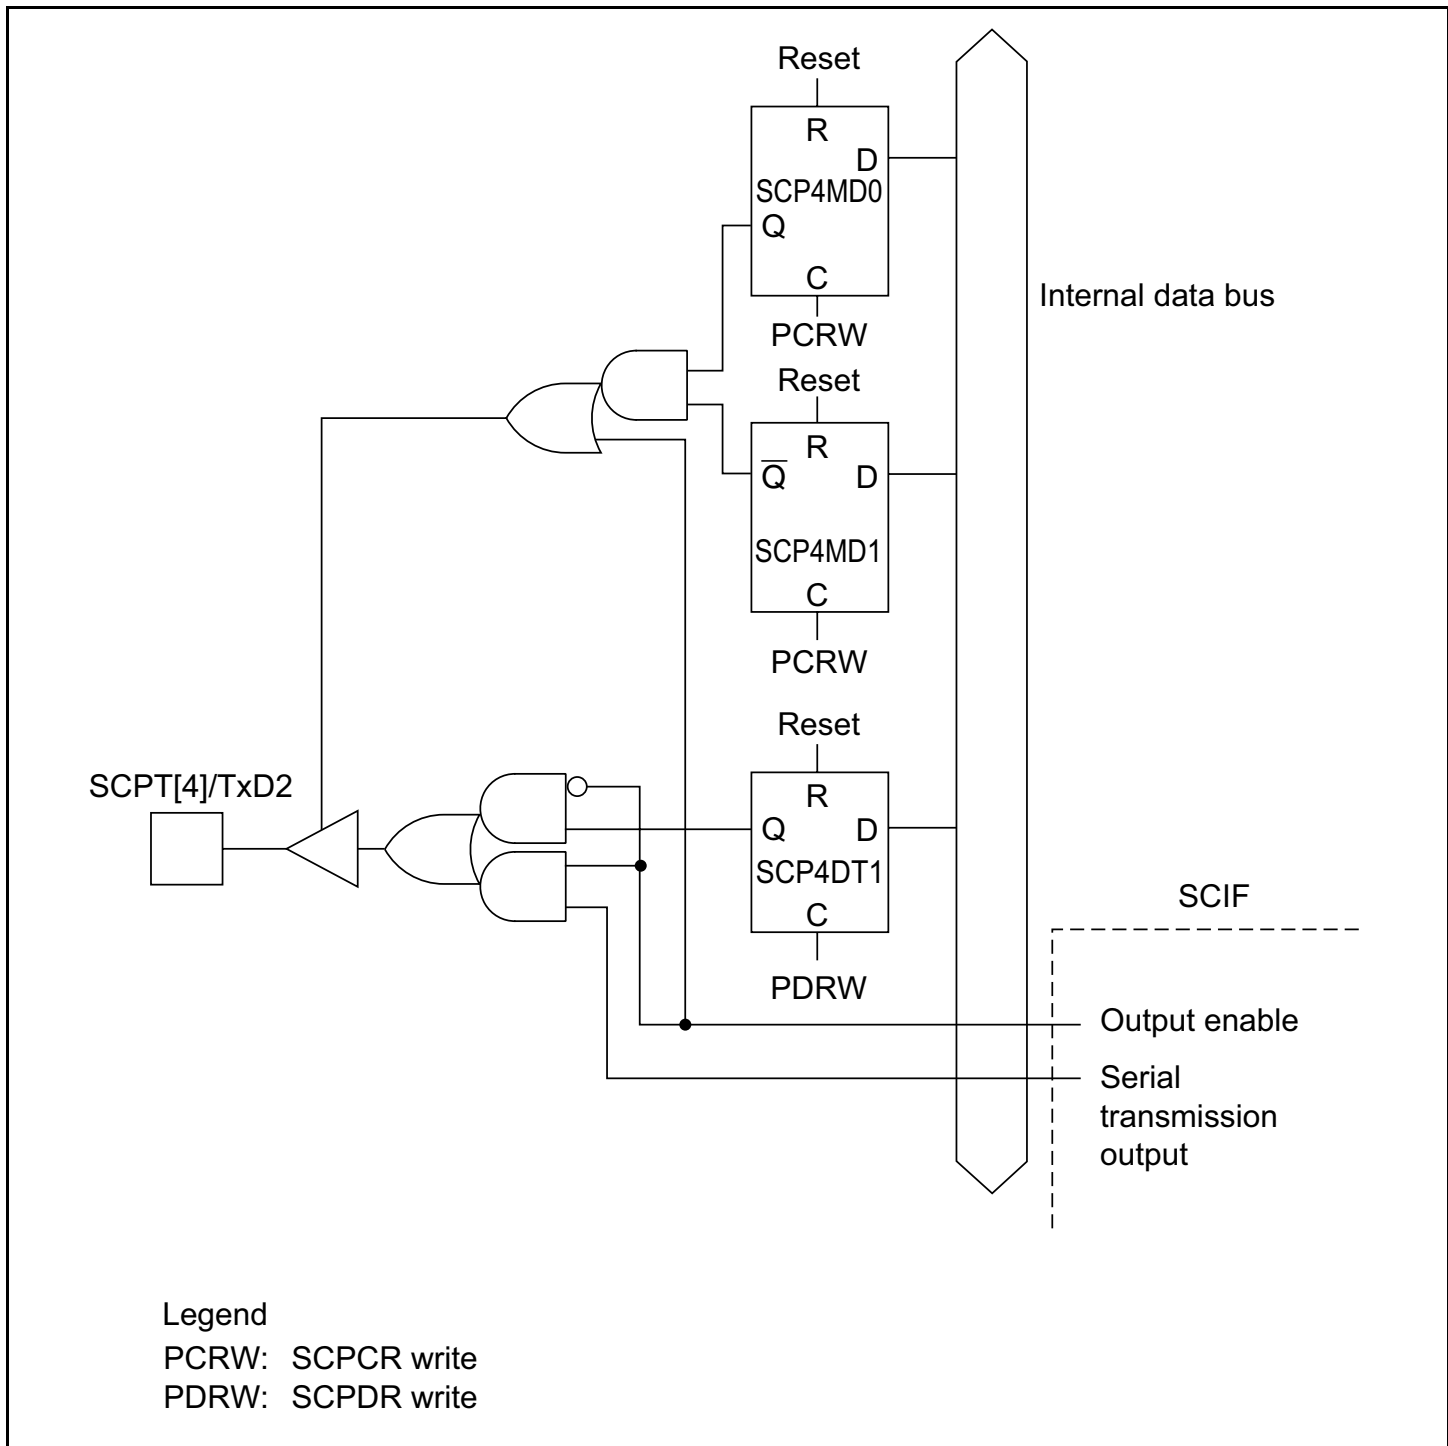 Reset
R
D
SCP4MD0
Q
C
PCRW
Internal data bus
Reset
R
Q̅ D
SCP4MD1
C
PCRW
Reset
SCPT[4]/TxD2
R
Q D
SCP4DT1
C
PDRW
SCIF
Output enable
Serial
transmission
output
Legend
PCRW: SCPCR write
PDRW: SCPDR write